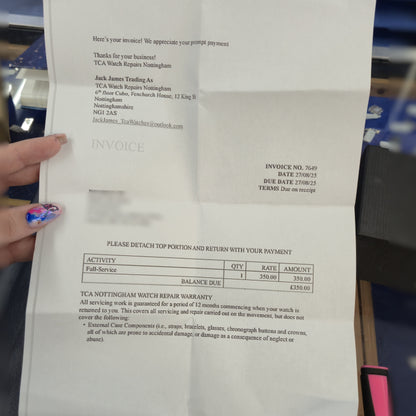 Here's your invoice! We appreciate your prompt payment
Thanks for your business!
TCA Watch Repairs Nottingham
Jack James Trading As
TCA Watch Repairs Nottingham
6th floor Cubo, Fenchurch House, 12 King St
Nottingham
Nottinghamshire
NG1 2AS
JackJames_TcaWatches@outlook.com
INVOICE
INVOICE NO. 7649
DATE 27/08/25
DUE DATE 27/08/25
TERMS Due on receipt
PLEASE DETACH TOP PORTION AND RETURN WITH YOUR PAYMENT
ACTIVITY QTY RATE AMOUNT
Full-Service 1 350.00 350.00
BALANCE DUE £350.00
TCA NOTTINGHAM WATCH REPAIR WARRANTY
All servicing work is guaranteed for a period of 12 months commencing when your watch is
returned to you. This covers all servicing and repair carried out on the movement, but does not
cover the following:
• External Case Components (i.e., straps, bracelets, glasses, chronograph buttons and crowns,
all of which are prone to accidental damage, or damage as a consequence of neglect or
abuse).